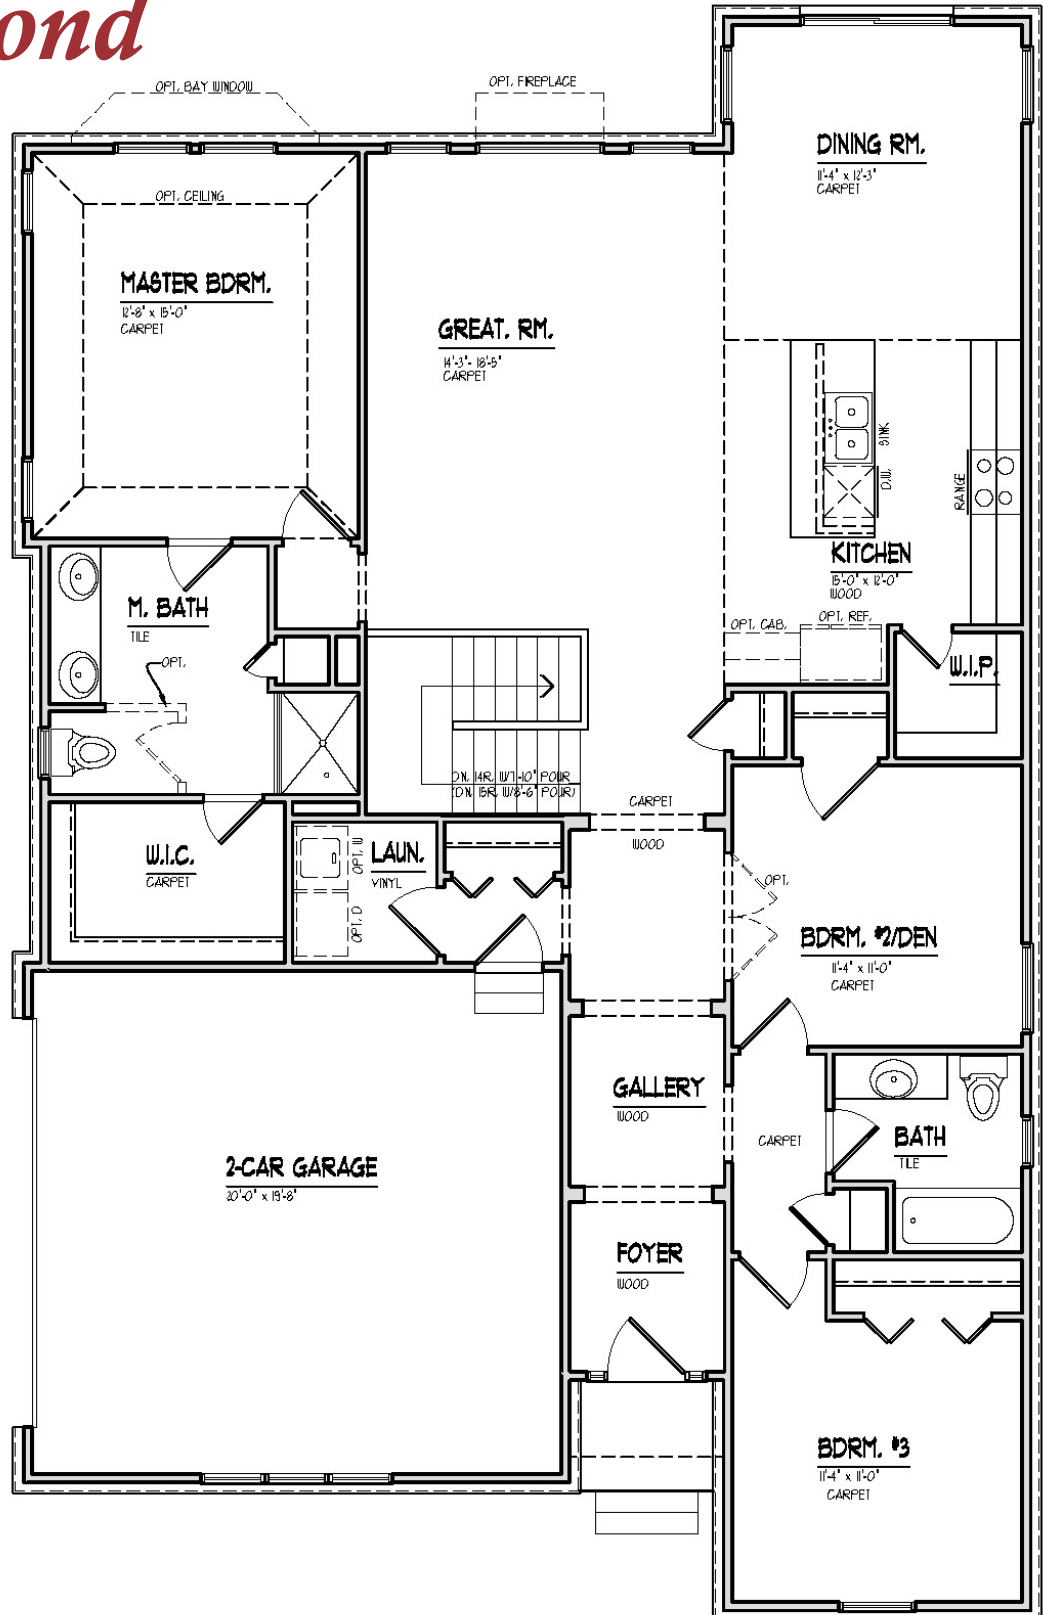 ond
OPT. BAY WINDOW
OPT. FIREPLACE
DINING RM.
11'-4" x 12'-3"
CARPET
OPT. CEILING
MASTER BDRM.
12'-8" x 15'-0"
CARPET
GREAT. RM.
14'-3"- 18'-5"
CARPET
SINK
D.W.
RANGE
KITCHEN
15'-0" x 12'-0"
WOOD
M. BATH
TILE
OPT.
OPT. CAB.
OPT. REF.
W.I.P.
DN. 14R. W/7'-10" POUR
(DN. 15R. W/8'-6" POUR)
CARPET
WOOD
W.I.C.
CARPET
OPT. W
LAUN.
VINYL
OPT. D
OPT.
BDRM. #2/DEN
11'-4" x 11'-0"
CARPET
GALLERY
WOOD
CARPET
BATH
TILE
2-CAR GARAGE
20'-0" x 19'-8"
FOYER
WOOD
BDRM. #3
11'-4" x 11'-0"
CARPET